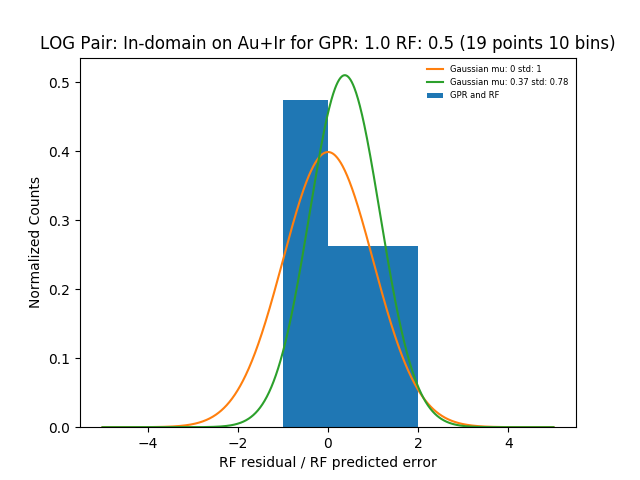 LOG Pair: In-domain on Au+Ir for GPR: 1.0 RF: 0.5 (19 points 10 bins)
Gaussian mu: 0 std: 1
Gaussian mu: 0.37 std: 0.78
GPR and RF
0.5
0.4
0.3
0.2
0.1
0.0
Normalized Counts
−4 −2 0 2 4
RF residual / RF predicted error